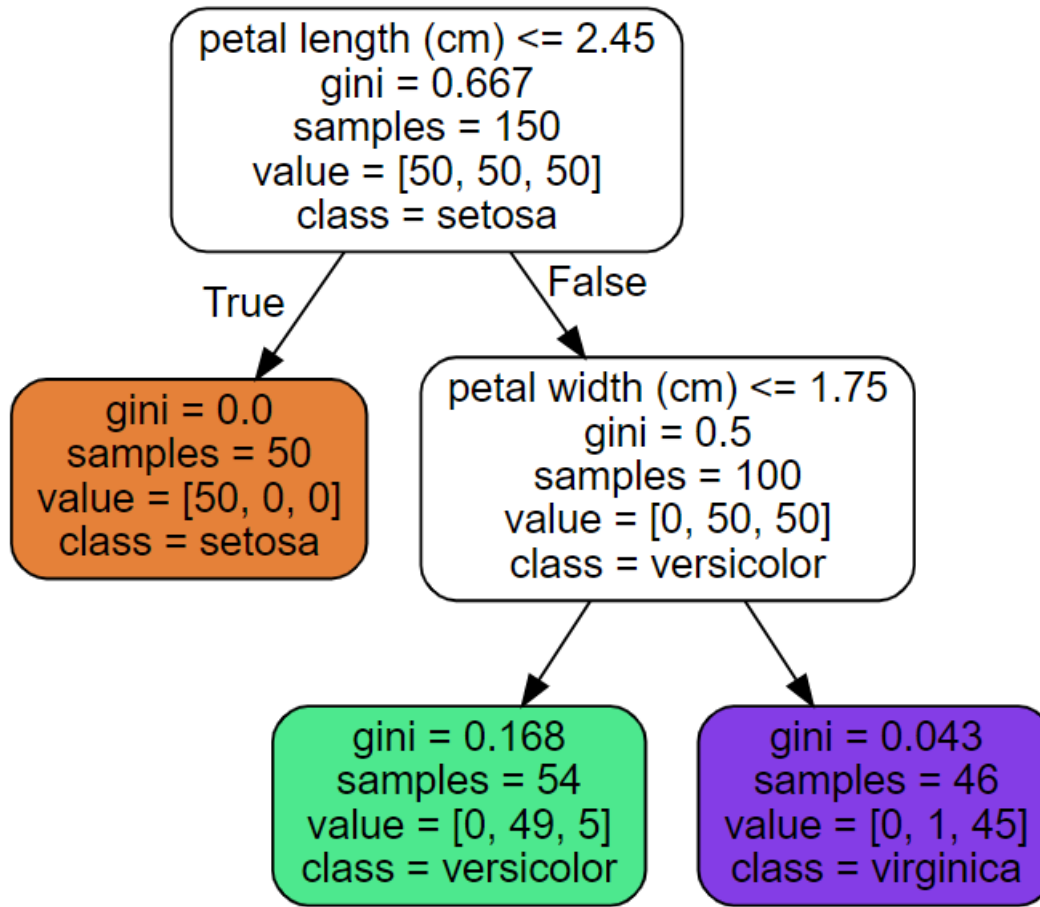 petal length (cm) <= 2.45
gini = 0.667
samples = 150
value = [50, 50, 50]
class = setosa
True
False
gini = 0.0
samples = 50
value = [50, 0, 0]
class = setosa
petal width (cm) <= 1.75
gini = 0.5
samples = 100
value = [0, 50, 50]
class = versicolor
gini = 0.168
samples = 54
value = [0, 49, 5]
class = versicolor
gini = 0.043
samples = 46
value = [0, 1, 45]
class = virginica